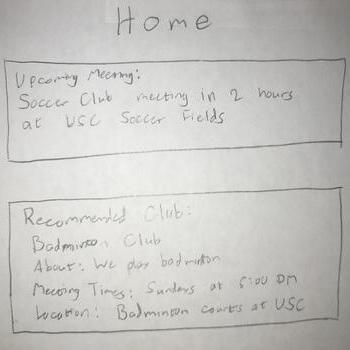 Home
Upcoming Meeting:
Soccer Club meeting in 2 hours
at USC Soccer Fields
Recommended Club:
Badminton Club
About: We play badminton
Meeting Times: Sundays at 5:00 PM
Location: Badminton courts at USC